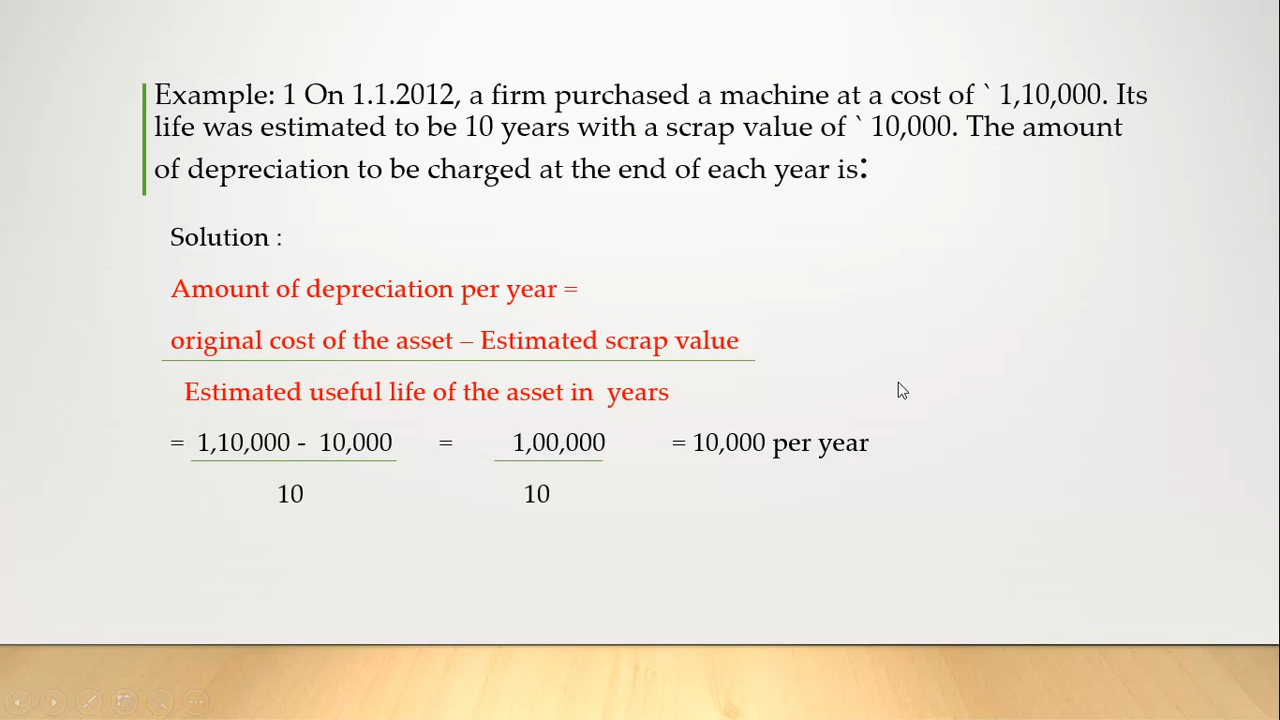 Example: 1 On 1.1.2012, a firm purchased a machine at a cost of ` 1,10,000. Its
life was estimated to be 10 years with a scrap value of ` 10,000. The amount
of depreciation to be charged at the end of each year is:
Solution :
Amount of depreciation per year =
original cost of the asset – Estimated scrap value
Estimated useful life of the asset in  years
= 1,10,000 -  10,000 = 1,00,000 = 10,000 per year
10 10